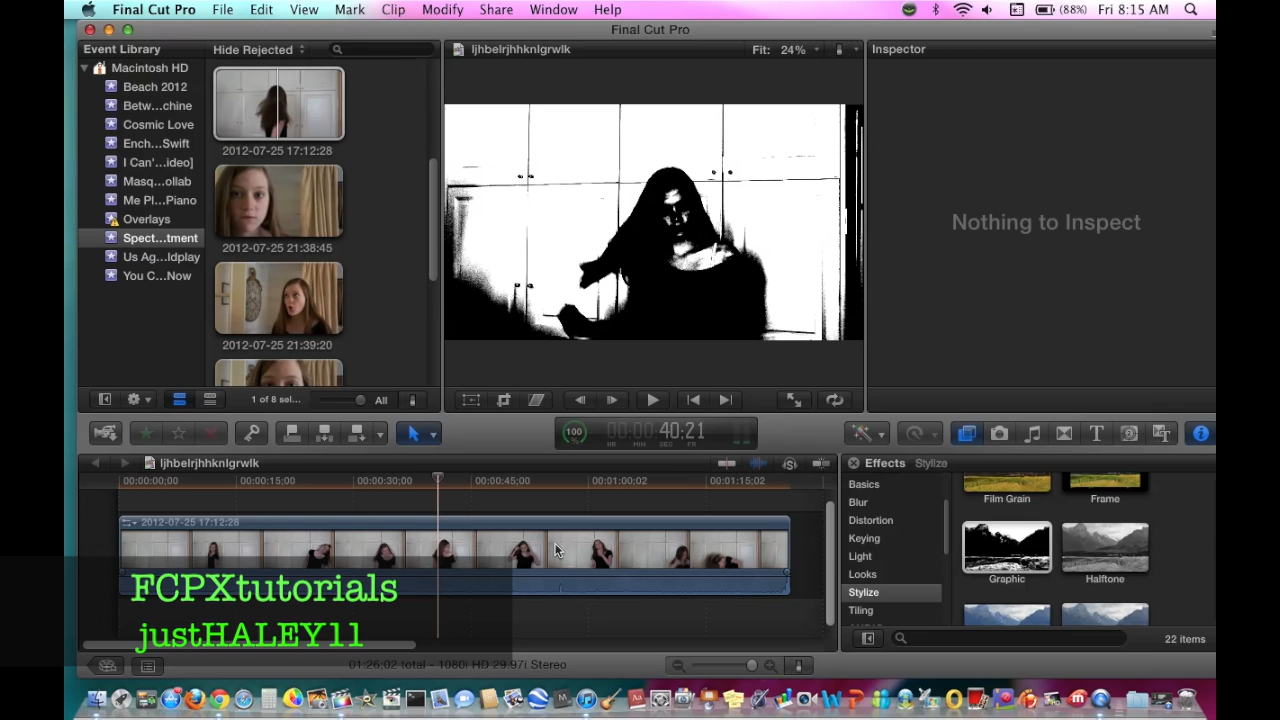 Final Cut Pro File Edit View Mark Clip Modify Share Window Help (88%) Fri 8:15 AM
Final Cut Pro
Event Library Hide Rejected ljhbelrjhhknlgrwlk Fit: 24% Inspector
Macintosh HD
Beach 2012
Betw...chine
Cosmic Love
Ench...Swift
I Can'...ideo]
Masq...ollab
Me Pl...Piano
Overlays
Spect...tment
Us Ag...ldplay
You C...Now
2012-07-25 17:12:28
2012-07-25 21:38:45
2012-07-25 21:39:20
Nothing to Inspect
1 of 8 sel... All
100 % 00:00:40:21
HR MIN SEC FR
ljhbelrjhhknlgrwlk
00:00:00;00 00:00:15;00 00:00:30;00 00:00:45;00 00:01:00;02 00:01:15;02
2012-07-25 17:12:28
Effects Stylize
Basics
Blur
Distortion
Keying
Light
Looks
Stylize
Tiling
Film Grain Frame
Graphic Halftone
22 items
FCPXtutorials
justHALEY11
01:26:02 total - 1080i HD 29.97i Stereo